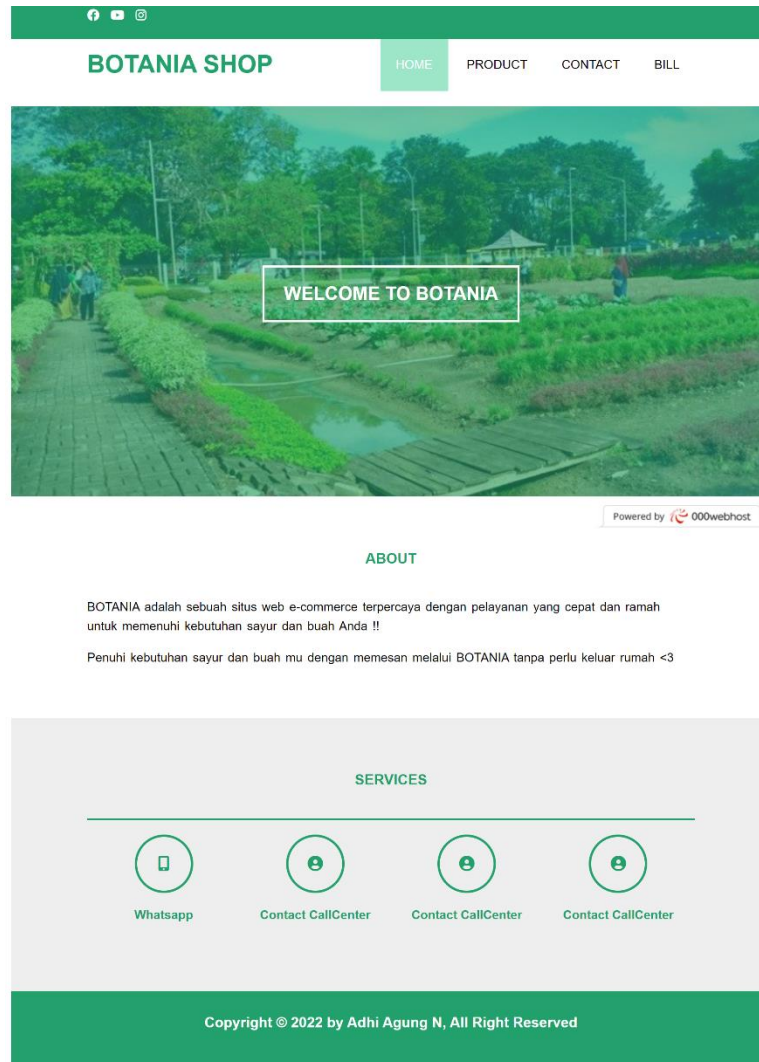 BOTANIA SHOP
HOME PRODUCT CONTACT BILL
WELCOME TO BOTANIA
Powered by 000webhost
ABOUT
BOTANIA adalah sebuah situs web e-commerce terpercaya dengan pelayanan yang cepat dan ramah
untuk memenuhi kebutuhan sayur dan buah Anda !!
Penuhi kebutuhan sayur dan buah mu dengan memesan melalui BOTANIA tanpa perlu keluar rumah <3
SERVICES
Whatsapp Contact CallCenter Contact CallCenter Contact CallCenter
Copyright © 2022 by Adhi Agung N, All Right Reserved